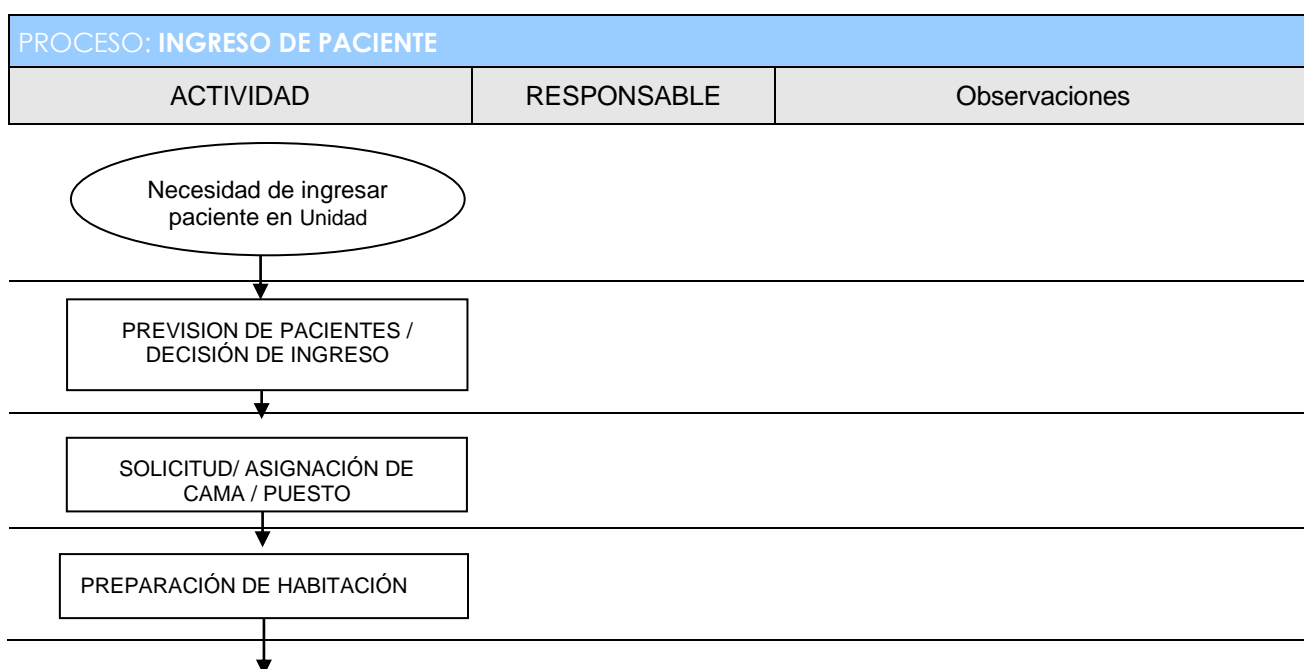 PROCESO: INGRESO DE PACIENTE
ACTIVIDAD
RESPONSABLE
Observaciones
Necesidad de ingresar
paciente en Unidad
PREVISION DE PACIENTES /
DECISIÓN DE INGRESO
SOLICITUD/ ASIGNACIÓN DE
CAMA / PUESTO
PREPARACIÓN DE HABITACIÓN